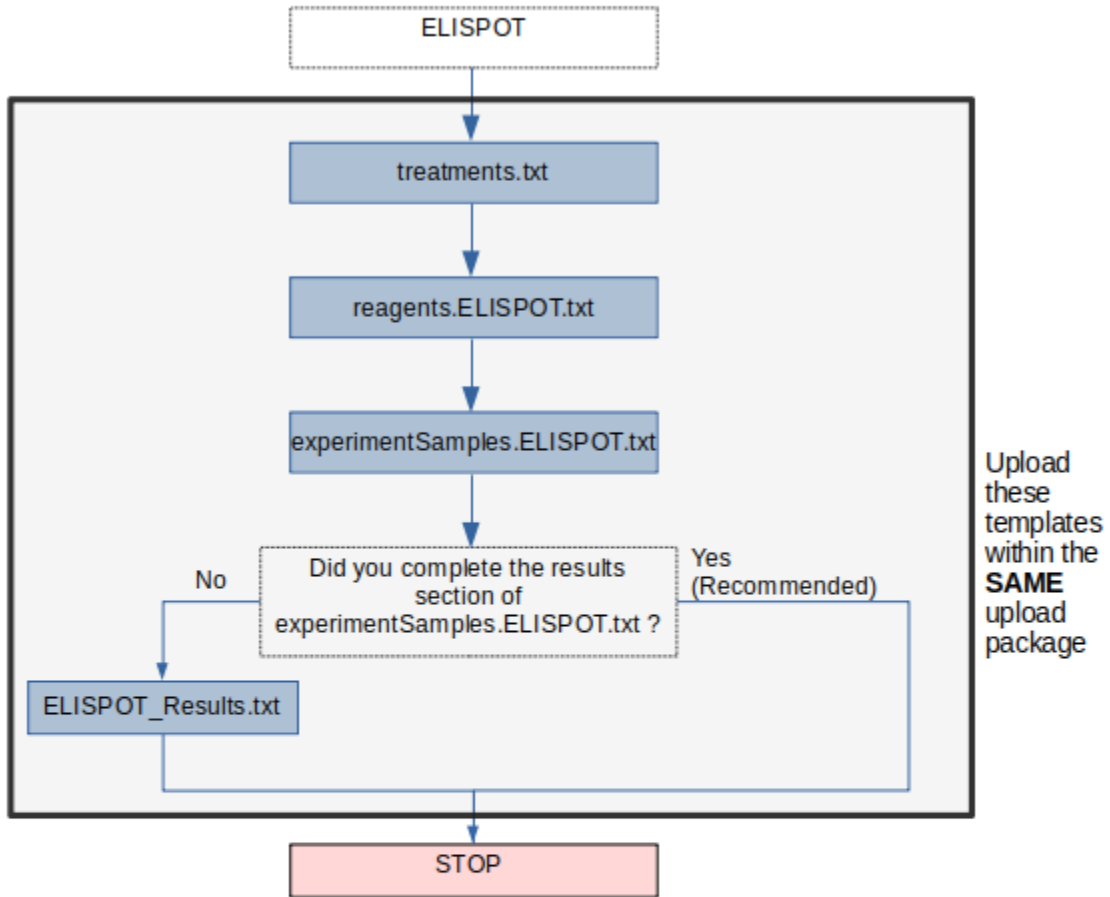 ELISPOT
treatments.txt
reagents.ELISPOT.txt
experimentSamples.ELISPOT.txt
Did you complete the results
section of
experimentSamples.ELISPOT.txt ?
No
Yes
(Recommended)
ELISPOT_Results.txt
Upload
these
templates
within the
SAME
upload
package
STOP